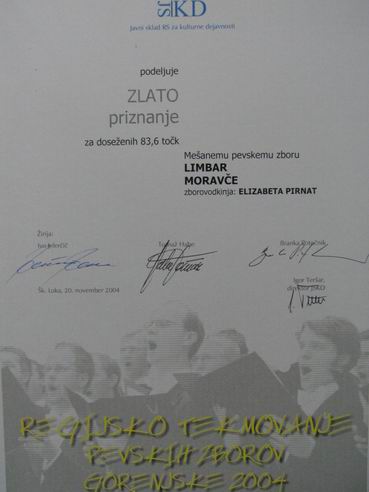 JSKD
Javni sklad RS za kulturne dejavnosti
podeljuje
ZLATO
priznanje
za doseženih 83,6 točk
Mešanemu pevskemu zboru
LIMBAR
MORAVČE
zborovodkinja: ELIZABETA PIRNAT
Žirija:
Tomaž Habe
Branka Potočnik
Igor Teršar,
direktor JSKD
Šk. Loka, 20. november 2004
REGIJSKO TEKMOVANJE
PEVSKIH ZBOROV
GORENJSKE 2004